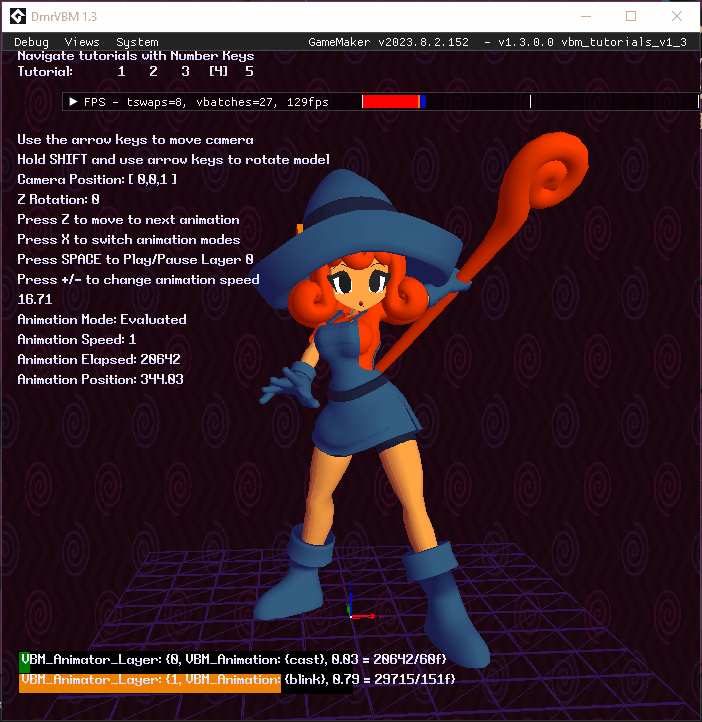 DmrVBM 1.3
Debug Views System GameMaker v2023.8.2.152 - v1.3.0.0 vbm_tutorials_v1_3
Navigate tutorials with Number Keys
Tutorial: 1 2 3 [4] 5
▶ FPS - tswaps=8, vbatches=27, 129fps
Use the arrow keys to move camera
Hold SHIFT and use arrow keys to rotate model
Camera Position: [ 0,0,1 ]
Z Rotation: 0
Press Z to move to next animation
Press X to switch animation modes
Press SPACE to Play/Pause Layer 0
Press +/- to change animation speed
16.71
Animation Mode: Evaluated
Animation Speed: 1
Animation Elapsed: 20642
Animation Position: 344.03
VBM_Animator_Layer: {0, VBM_Animation: {cast}, 0.03 = 20642/60f}
VBM_Animator_Layer: {1, VBM_Animation: {blink}, 0.79 = 29715/151f}